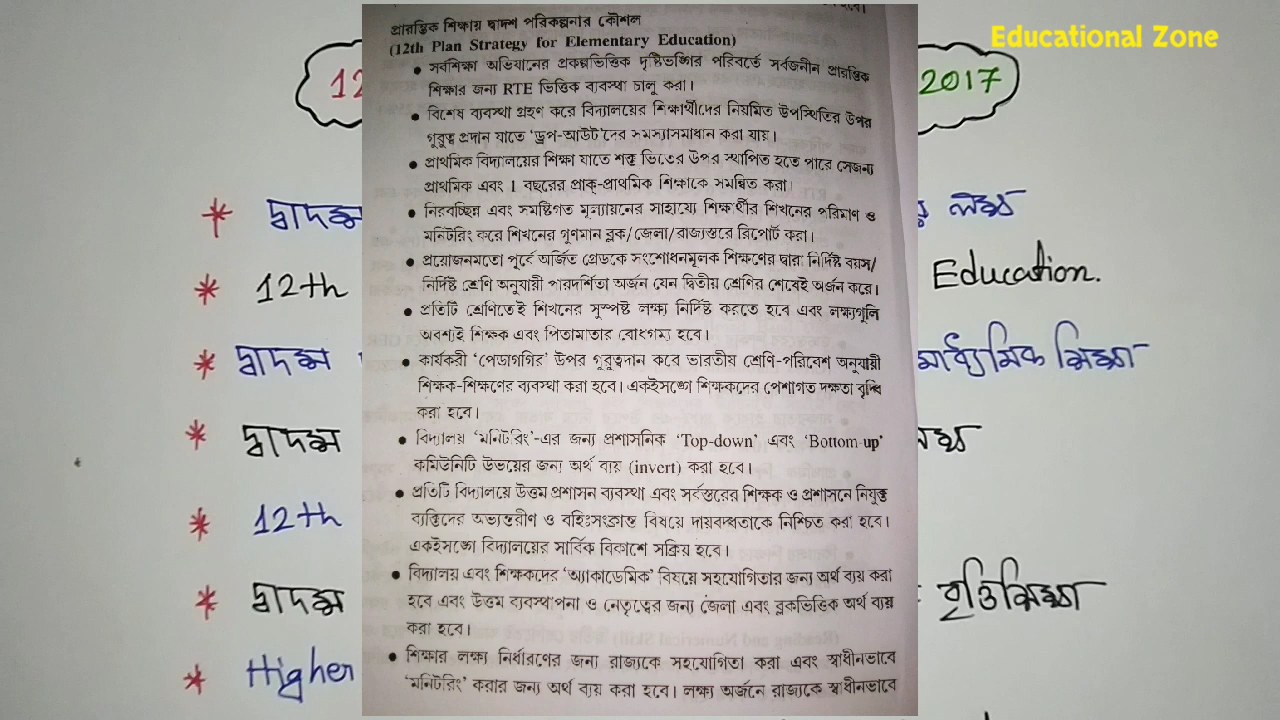 Educational Zone
প্রারম্ভিক শিক্ষায় দ্বাদশ পরিকল্পনার কৌশল
(12th Plan Strategy for Elementary Education)
• সর্বশিক্ষা অভিযানের প্রকল্পভিত্তিক দৃষ্টিভঙ্গির পরিবর্তে সর্বজনীন প্রারম্ভিক
শিক্ষার জন্য RTE ভিত্তিক ব্যবস্থা চালু করা।
• বিশেষ ব্যবস্থা গ্রহণ করে বিদ্যালয়ের শিক্ষার্থীদের নিয়মিত উপস্থিতির উপর
গুরুত্ব প্রদান যাতে ‘ড্রপ-আউট’দের সমস্যাসমাধান করা যায়।
• প্রাথমিক বিদ্যালয়ের শিক্ষা যাতে শক্ত ভিতের উপর স্থাপিত হতে পারে সেজন্য
প্রাথমিক এবং 1 বছরের প্রাক্-প্রাথমিক শিক্ষাকে সমন্বিত করা।
• নিরবচ্ছিন্ন এবং সমষ্টিগত মূল্যায়নের সাহায্যে শিক্ষার্থীর শিখনের পরিমাণ ও
মনিটরিং করে শিখনের গুণমান ব্লক/জেলা/রাজ্যস্তরে রিপোর্ট করা।
• প্রয়োজনমতো পূর্বে অর্জিত গ্রেডকে সংশোধনমূলক শিক্ষণের দ্বারা নির্দিষ্ট বয়স/
নির্দিষ্ট শ্রেণি অনুযায়ী পারদর্শিতা অর্জন যেন দ্বিতীয় শ্রেণির শেষেই অর্জন করে।
• প্রতিটি শ্রেণিতেই শিখনের সুস্পষ্ট লক্ষ্য নির্দিষ্ট করতে হবে এবং লক্ষ্যগুলি
অবশ্যই শিক্ষক এবং পিতামাতার বোধগম্য হবে।
• কার্যকরী ‘পেডাগগির’ উপর গুরুত্বদান করে ভারতীয় শ্রেণি-পরিবেশ অনুযায়ী
শিক্ষক-শিক্ষণের ব্যবস্থা করা হবে। একইসঙ্গে শিক্ষকদের পেশাগত দক্ষতা বৃদ্ধি
করা হবে।
• বিদ্যালয় ‘মনিটরিং’-এর জন্য প্রশাসনিক ‘Top-down’ এবং ‘Bottom-up’
কমিউনিটি উভয়ের জন্য অর্থ ব্যয় (invert) করা হবে।
• প্রতিটি বিদ্যালয়ে উত্তম প্রশাসন ব্যবস্থা এবং সর্বস্তরের শিক্ষক ও প্রশাসনে নিযুক্ত
ব্যক্তিদের অভ্যন্তরীণ ও বহিঃসংক্রান্ত বিষয়ে দায়বদ্ধতাকে নিশ্চিত করা হবে।
একইসঙ্গে বিদ্যালয়ের সার্বিক বিকাশে সক্রিয় হবে।
• বিদ্যালয় এবং শিক্ষকদের ‘অ্যাকাডেমিক’ বিষয়ে সহযোগিতার জন্য অর্থ ব্যয় করা
হবে এবং উত্তম ব্যবস্থাপনা ও নেতৃত্বের জন্য জেলা এবং ব্লকভিত্তিক অর্থ ব্যয়
করা হবে।
• শিক্ষার লক্ষ্য নির্ধারণের জন্য রাজ্যকে সহযোগিতা করা এবং স্বাধীনভাবে
‘মনিটরিং’ করার জন্য অর্থ ব্যয় করা হবে। লক্ষ্য অর্জনে রাজ্যকে স্বাধীনভাবে
12 2017
* দ্বাদশ লক্ষ্য
* 12th Education.
* দ্বাদশ মাধ্যমিক শিক্ষা
* দ্বাদশ
* 12th
* দ্বাদশ বৃত্তিশিক্ষা
* Higher